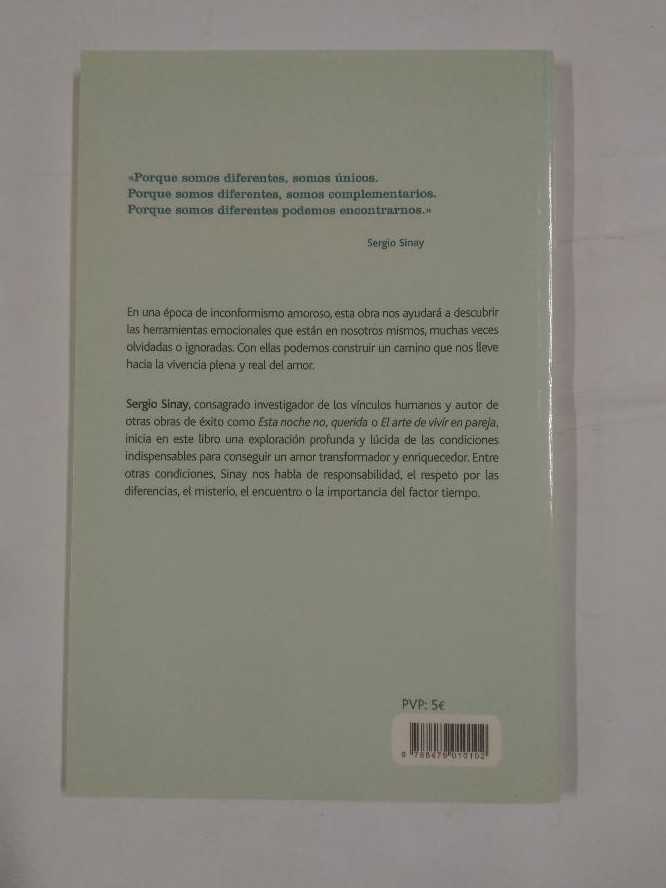 «Porque somos diferentes, somos únicos.
Porque somos diferentes, somos complementarios.
Porque somos diferentes podemos encontrarnos.»
Sergio Sinay
En una época de inconformismo amoroso, esta obra nos ayudará a descubrir
las herramientas emocionales que están en nosotros mismos, muchas veces
olvidadas o ignoradas. Con ellas podemos construir un camino que nos lleve
hacia la vivencia plena y real del amor.
Sergio Sinay, consagrado investigador de los vínculos humanos y autor de
otras obras de éxito como Esta noche no, querida o El arte de vivir en pareja,
inicia en este libro una exploración profunda y lúcida de las condiciones
indispensables para conseguir un amor transformador y enriquecedor. Entre
otras condiciones, Sinay nos habla de responsabilidad, el respeto por las
diferencias, el misterio, el encuentro o la importancia del factor tiempo.
PVP: 5€
9 788479 010102